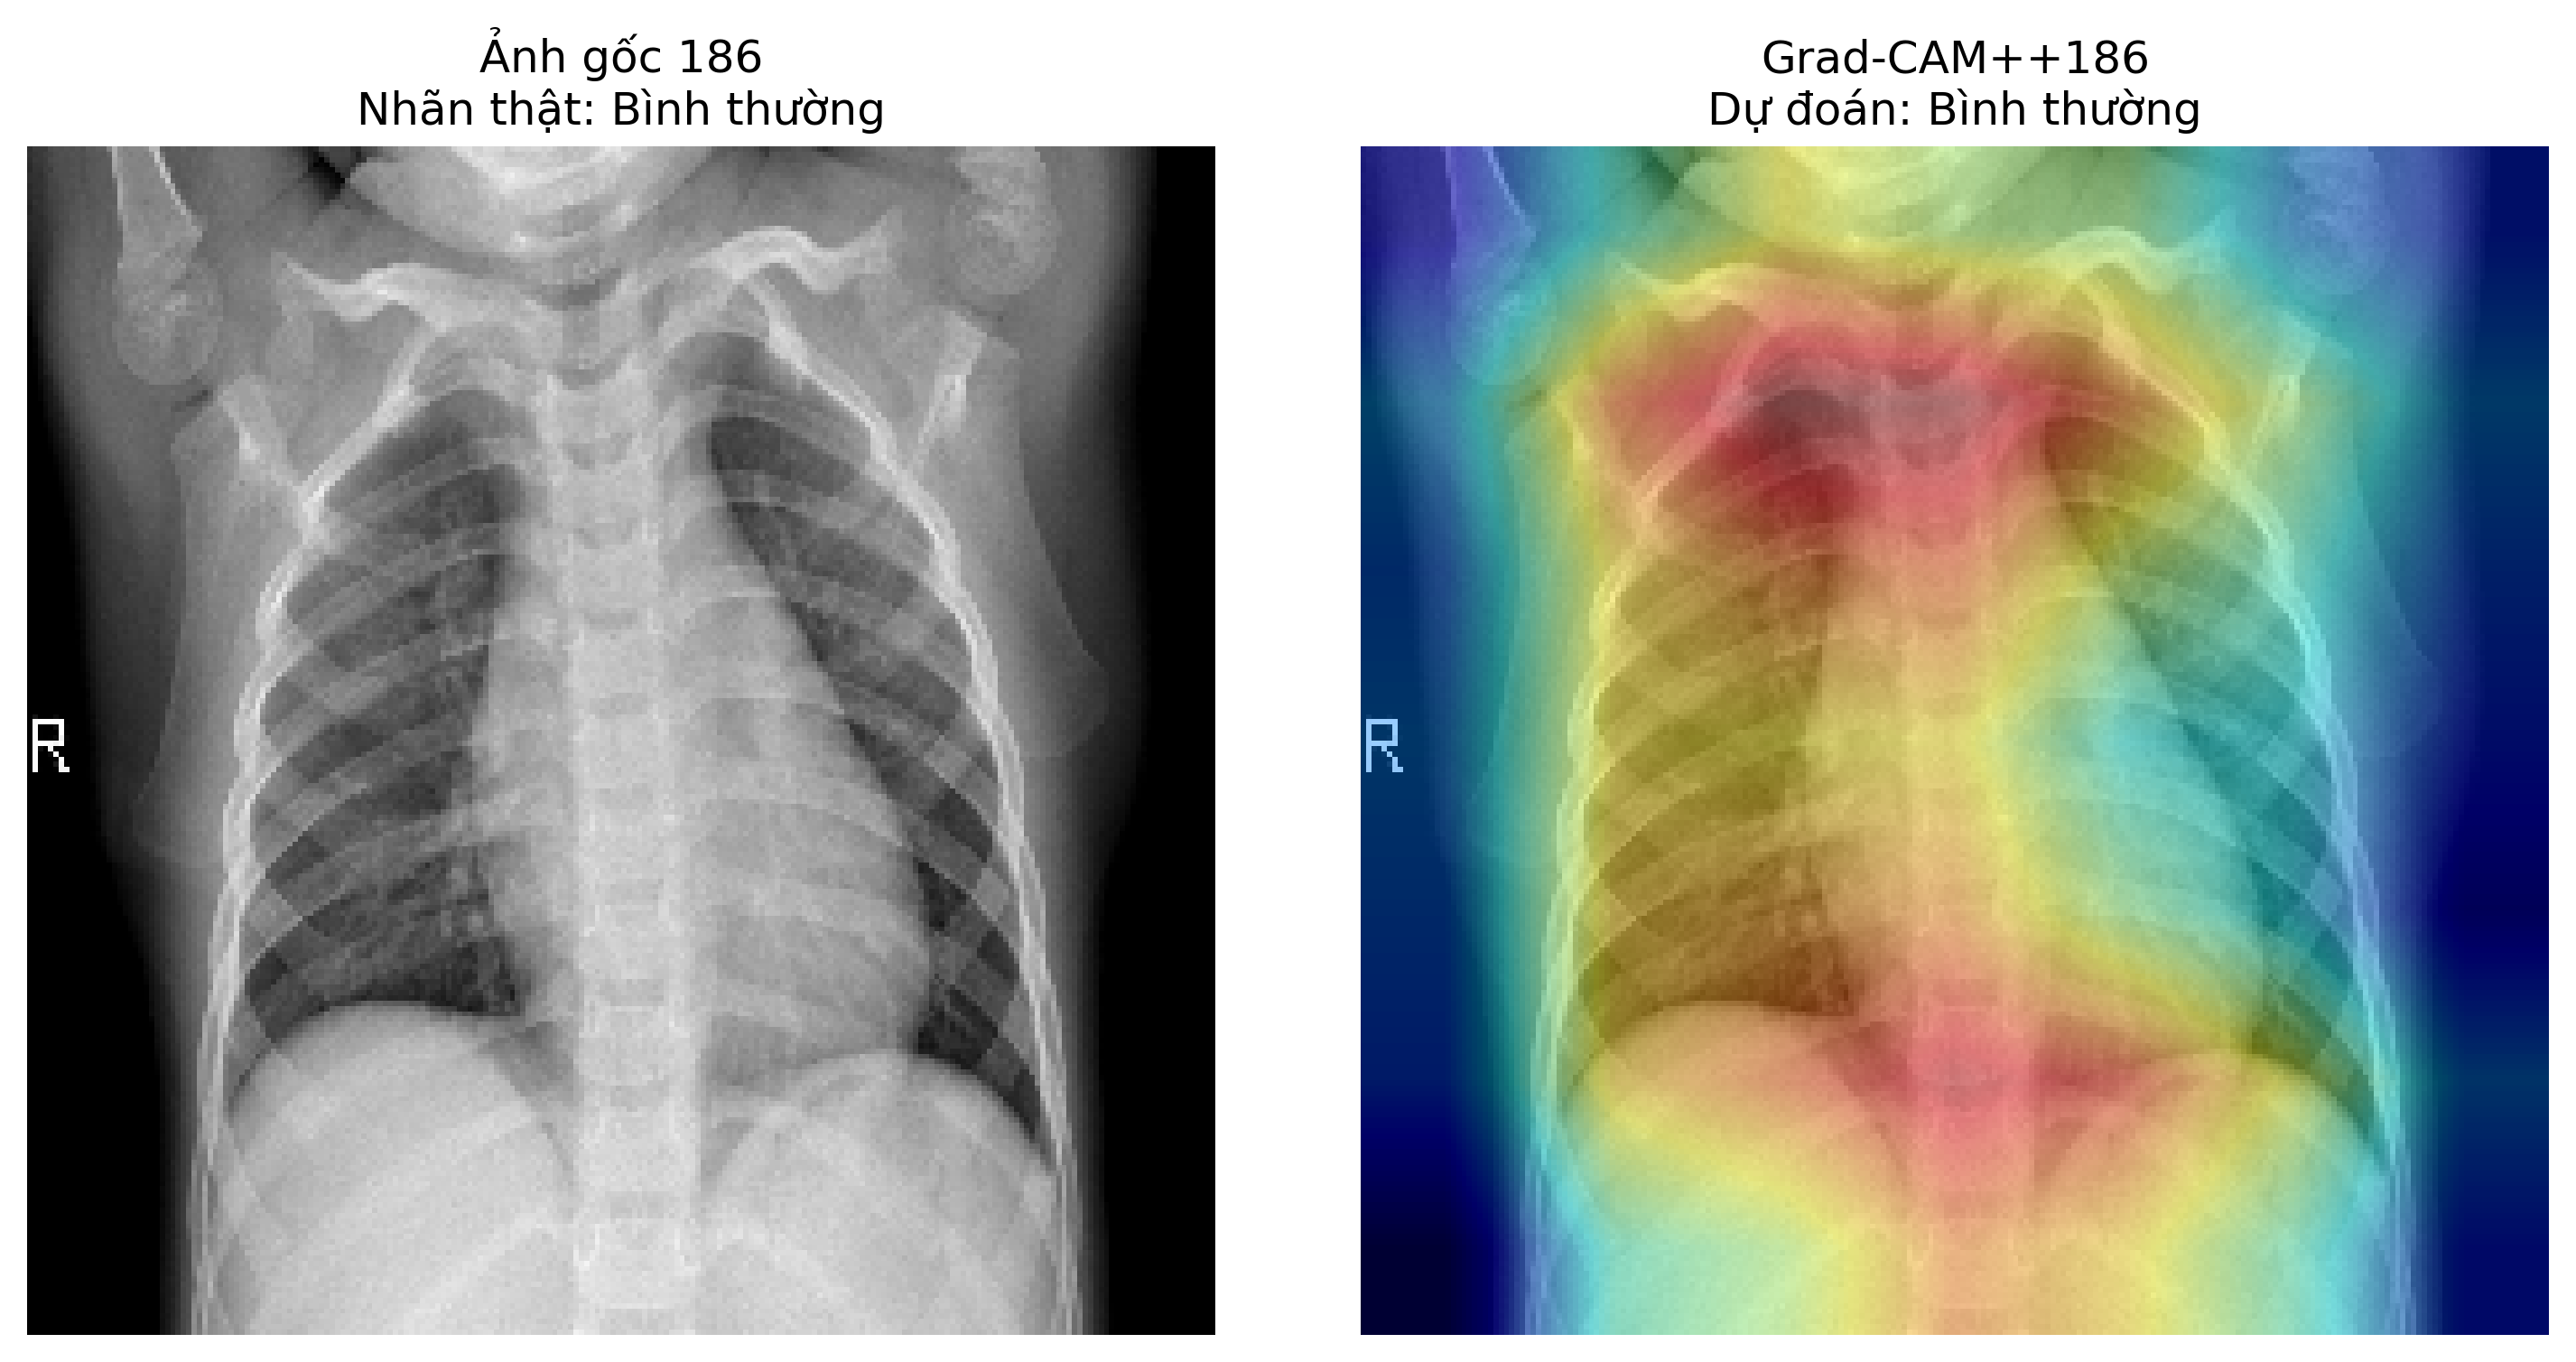 Ảnh gốc 186
Nhãn thật: Bình thường
Grad-CAM++186
Dự đoán: Bình thường
R
R